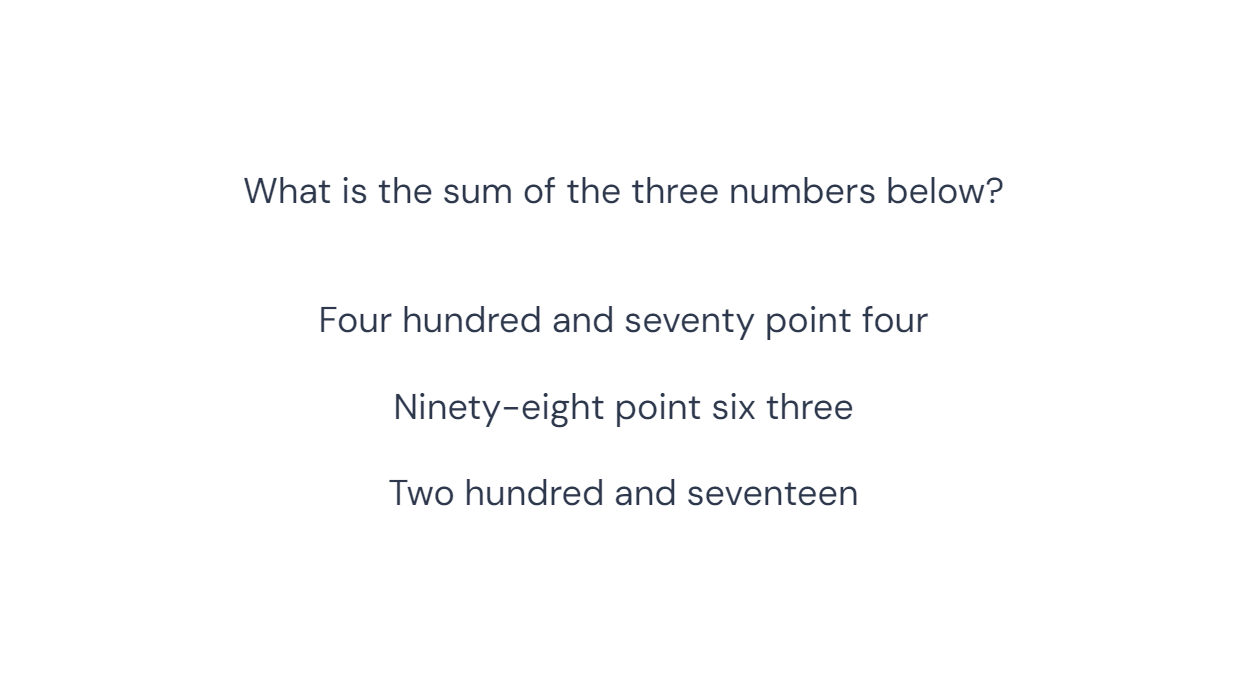 What is the sum of the three numbers below?
Four hundred and seventy point four
Ninety-eight point six three
Two hundred and seventeen